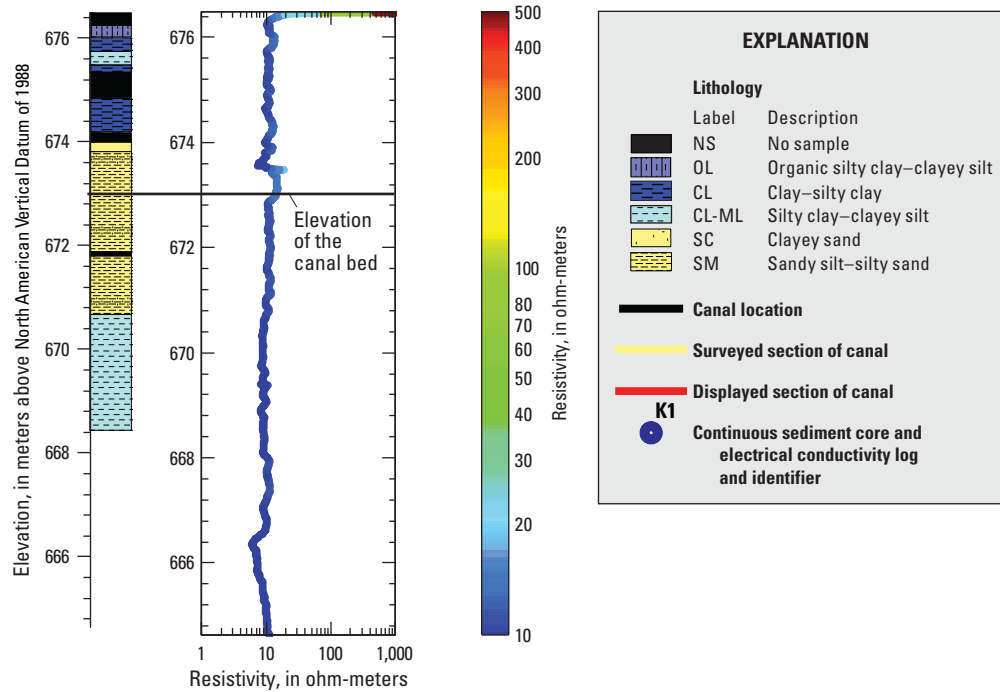 Elevation, in meters above North American Vertical Datum of 1988
676
674
672
670
668
666
676
674
672
670
668
666
Elevation
of the
canal bed
1
10
100
1,000
Resistivity, in ohm-meters
500
400
300
200
100
80
70
60
50
40
30
20
10
Resistivity, in ohm-meters
EXPLANATION
Lithology
Label Description
NS No sample
OL Organic silty clay–clayey silt
CL Clay–silty clay
CL-ML Silty clay–clayey silt
SC Clayey sand
SM Sandy silt–silty sand
Canal location
Surveyed section of canal
Displayed section of canal
K1
Continuous sediment core and
electrical conductivity log
and identifier